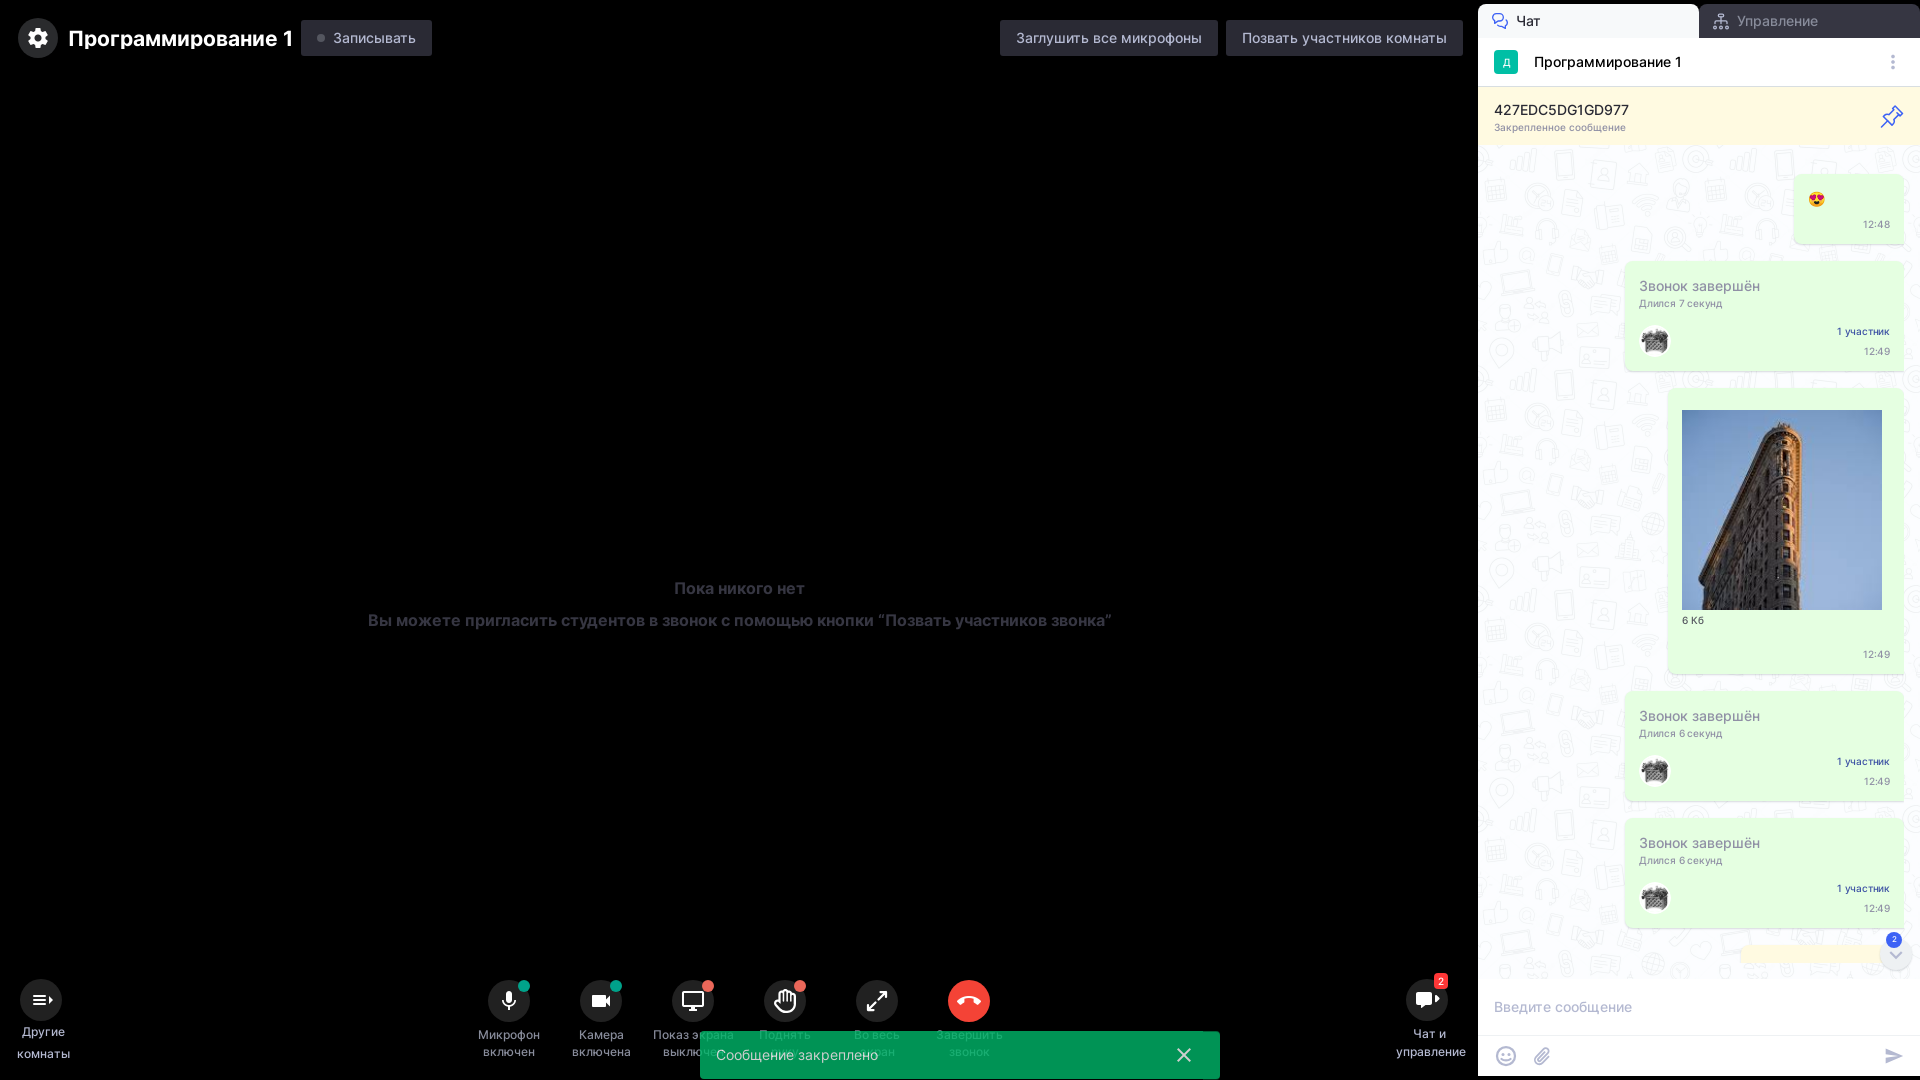 Программирование 1
Записывать
Заглушить все микрофоны
Позвать участников комнаты
Пока никого нет
Вы можете пригласить студентов в звонок с помощью кнопки “Позвать участников звонка”
Другие
комнаты
Микрофон
включен
Камера
включена
Показ экрана
выключен
Поднять
Во весь
экран
Завершить
звонок
Сообщение закреплено
2
Чат и
управление
Чат
Управление
Д
Программирование 1
427EDC5DG1GD977
Закрепленное сообщение
12:48
Звонок завершён
Длился 7 секунд
1 участник
12:49
6 Кб
12:49
Звонок завершён
Длился 6 секунд
1 участник
12:49
Звонок завершён
Длился 6 секунд
1 участник
12:49
2
Введите сообщение